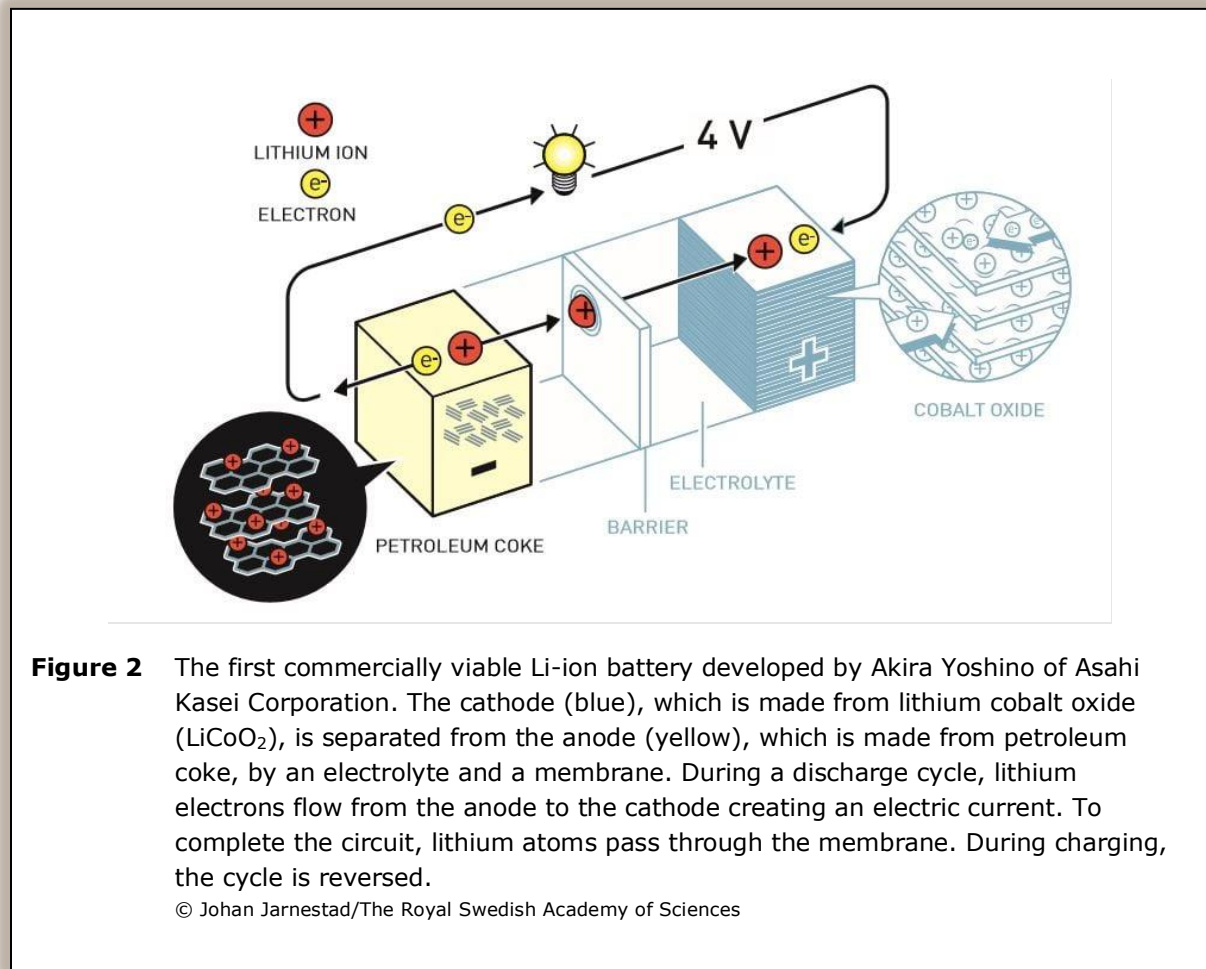 4 V
+
LITHIUM ION
e-
ELECTRON
e-
+
e-
+
e-
+
COBALT OXIDE
ELECTROLYTE
BARRIER
PETROLEUM COKE
Figure 2 The first commercially viable Li-ion battery developed by Akira Yoshino of Asahi
Kasei Corporation. The cathode (blue), which is made from lithium cobalt oxide
(LiCoO₂), is separated from the anode (yellow), which is made from petroleum
coke, by an electrolyte and a membrane. During a discharge cycle, lithium
electrons flow from the anode to the cathode creating an electric current. To
complete the circuit, lithium atoms pass through the membrane. During charging,
the cycle is reversed.
© Johan Jarnestad/The Royal Swedish Academy of Sciences